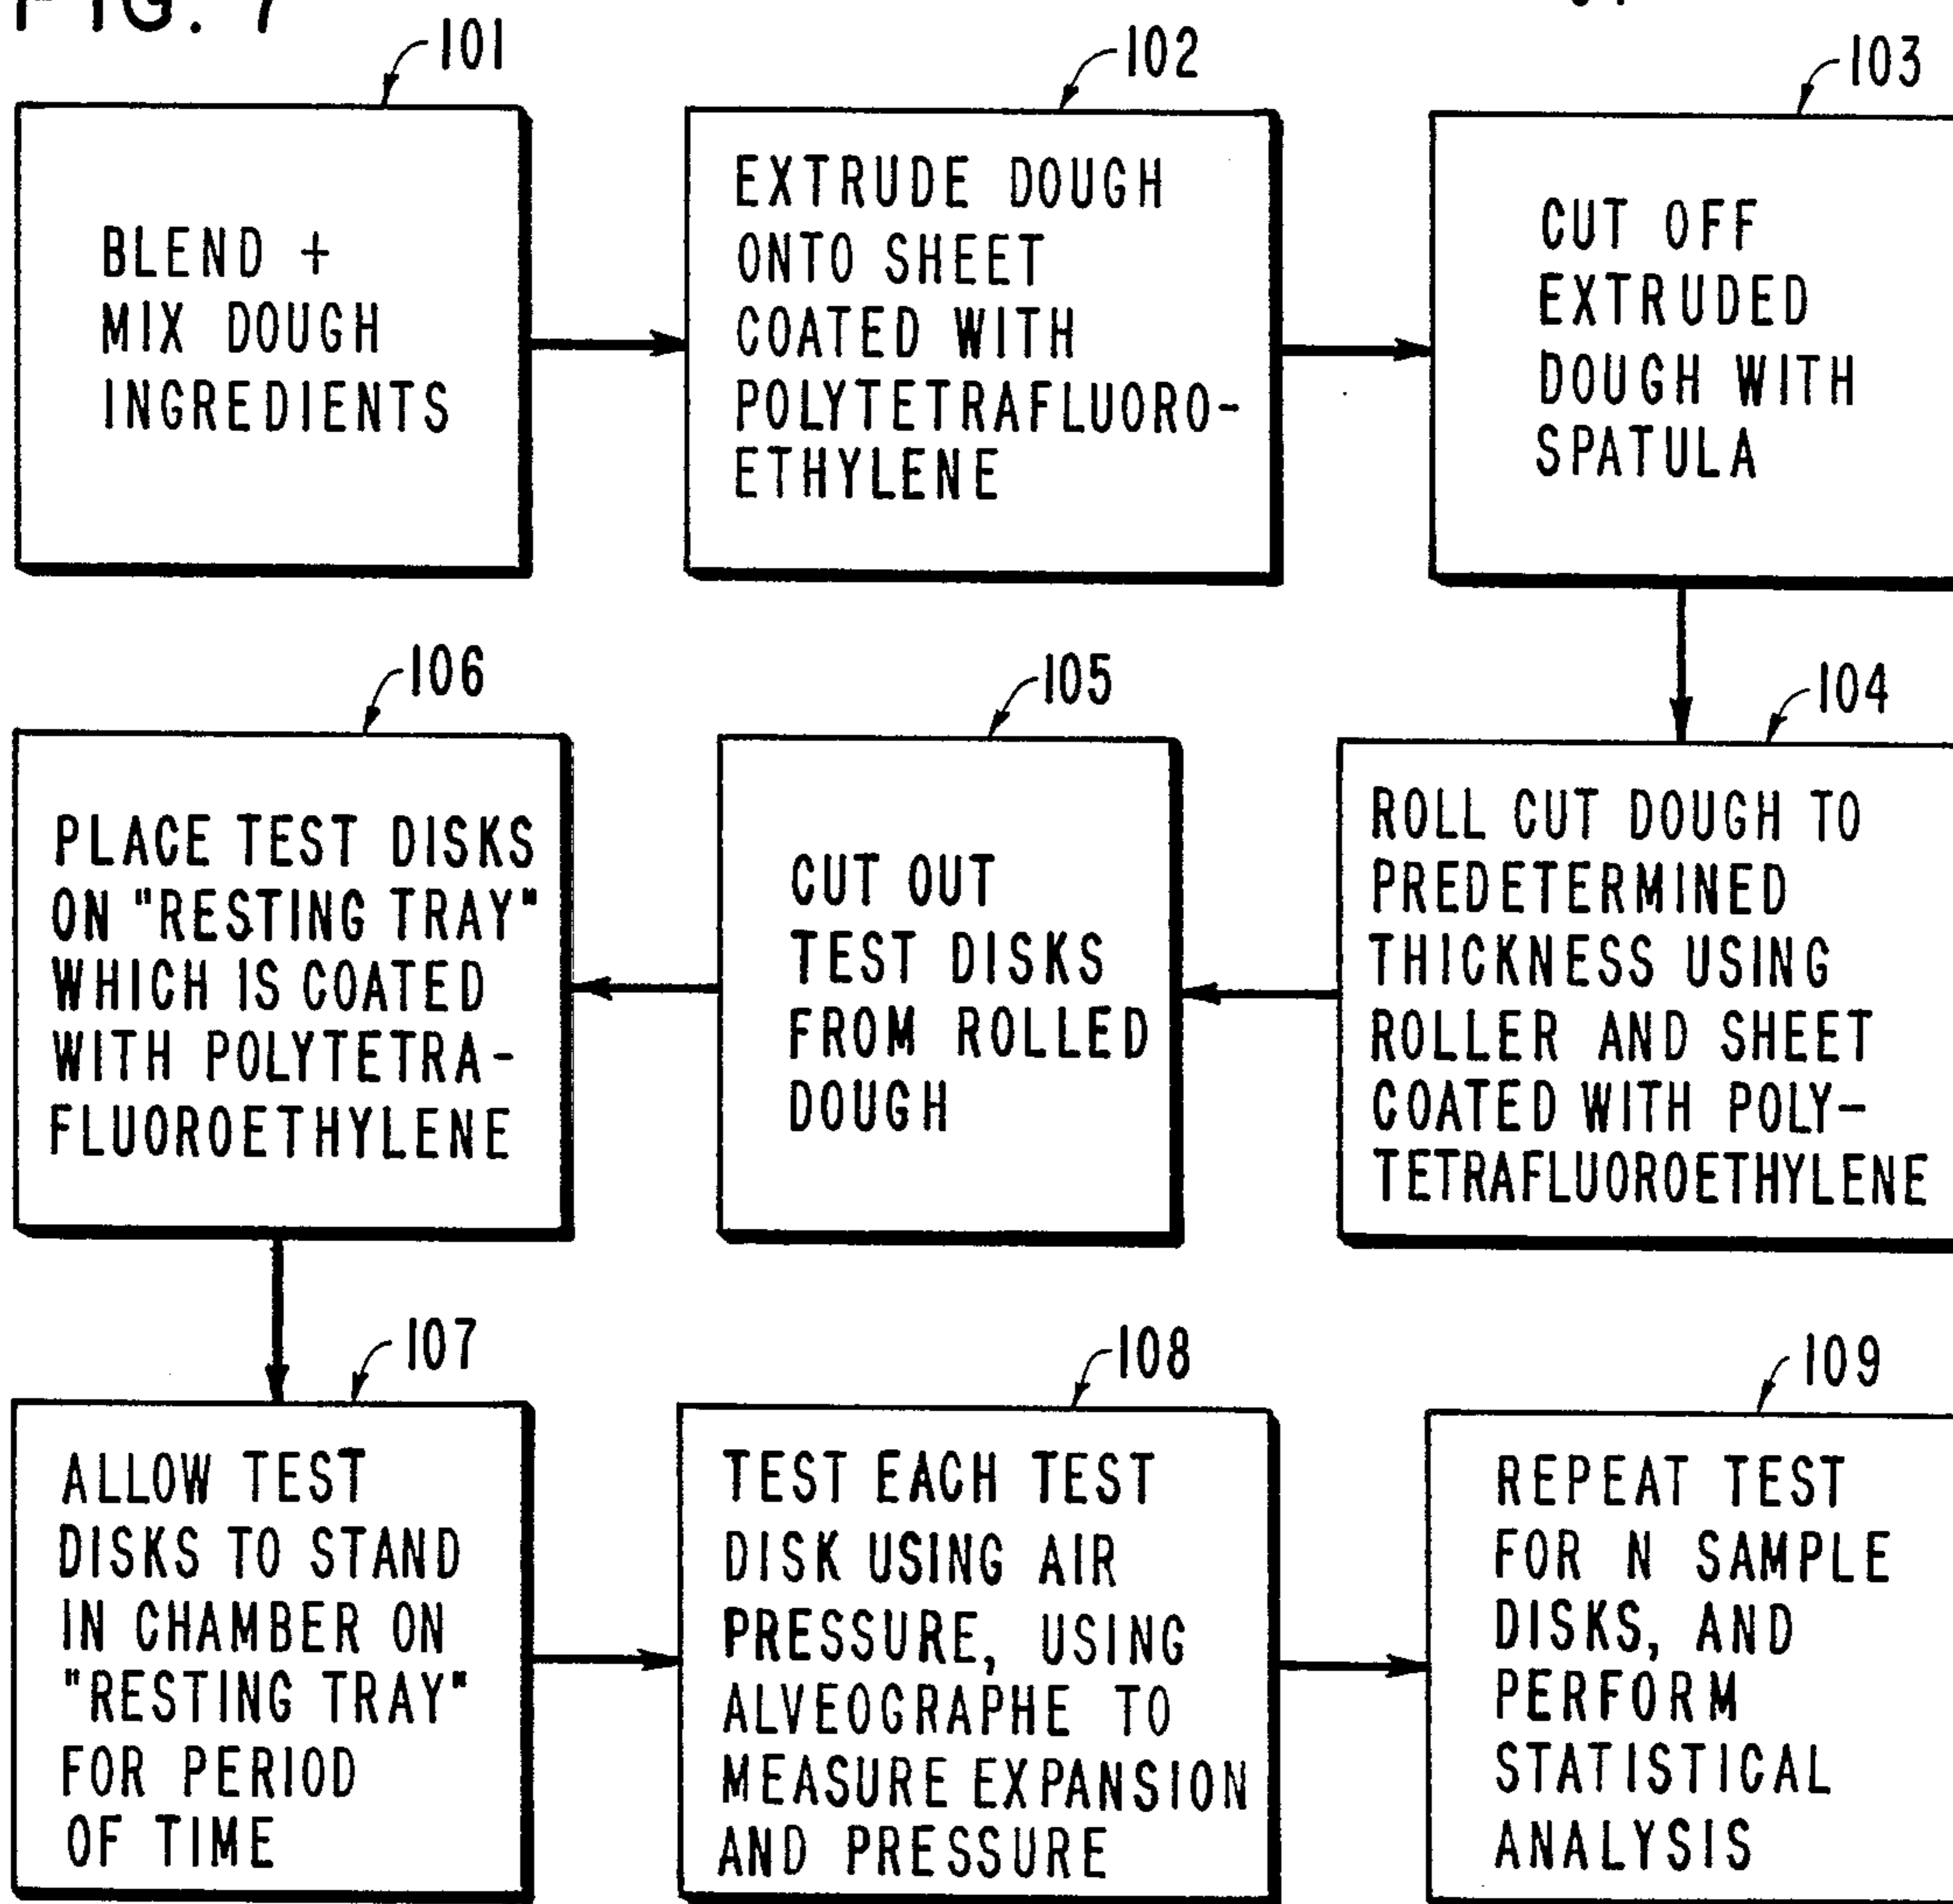 FIG. 7
101
BLEND +
MIX DOUGH
INGREDIENTS
102
EXTRUDE DOUGH
ONTO SHEET
COATED WITH
POLYTETRAFLUORO-
ETHYLENE
103
CUT OFF
EXTRUDED
DOUGH WITH
SPATULA
104
ROLL CUT DOUGH TO
PREDETERMINED
THICKNESS USING
ROLLER AND SHEET
COATED WITH POLY-
TETRAFLUOROETHYLENE
105
CUT OUT
TEST DISKS
FROM ROLLED
DOUGH
106
PLACE TEST DISKS
ON "RESTING TRAY"
WHICH IS COATED
WITH POLYTETRA-
FLUOROETHYLENE
107
ALLOW TEST
DISKS TO STAND
IN CHAMBER ON
"RESTING TRAY"
FOR PERIOD
OF TIME
108
TEST EACH TEST
DISK USING AIR
PRESSURE, USING
ALVEOGRAPHE TO
MEASURE EXPANSION
AND PRESSURE
109
REPEAT TEST
FOR N SAMPLE
DISKS, AND
PERFORM
STATISTICAL
ANALYSIS